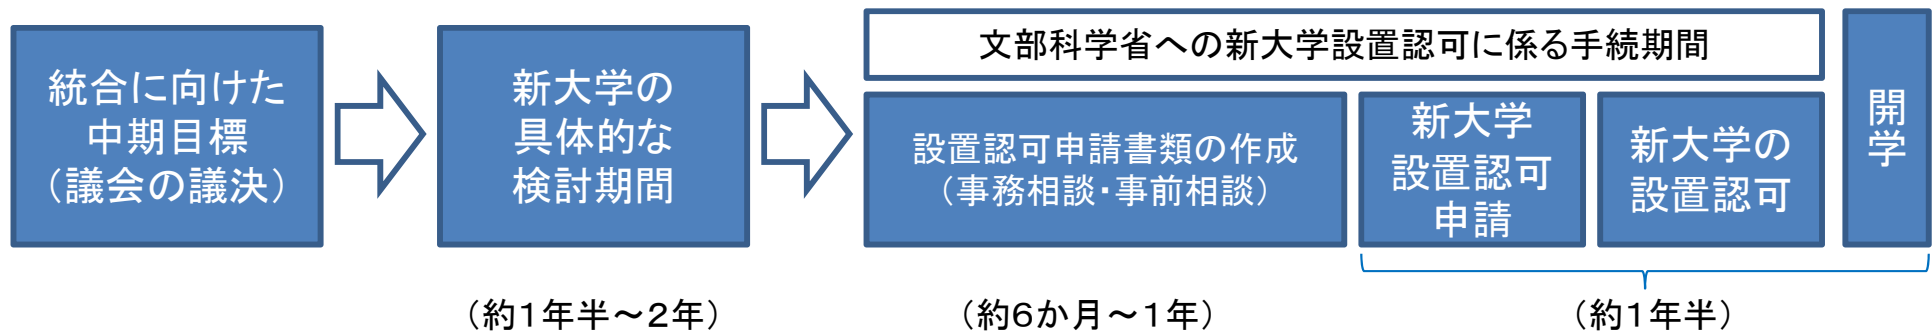 統合に向けた
中期目標
（議会の議決）
新大学の
具体的な
検討期間
（約1年半～2年）
文部科学省への新大学設置認可に係る手続期間
設置認可申請書類の作成
（事務相談・事前相談）
（約6か月～1年）
新大学
設置認可
申請
新大学の
設置認可
開学
（約1年半）